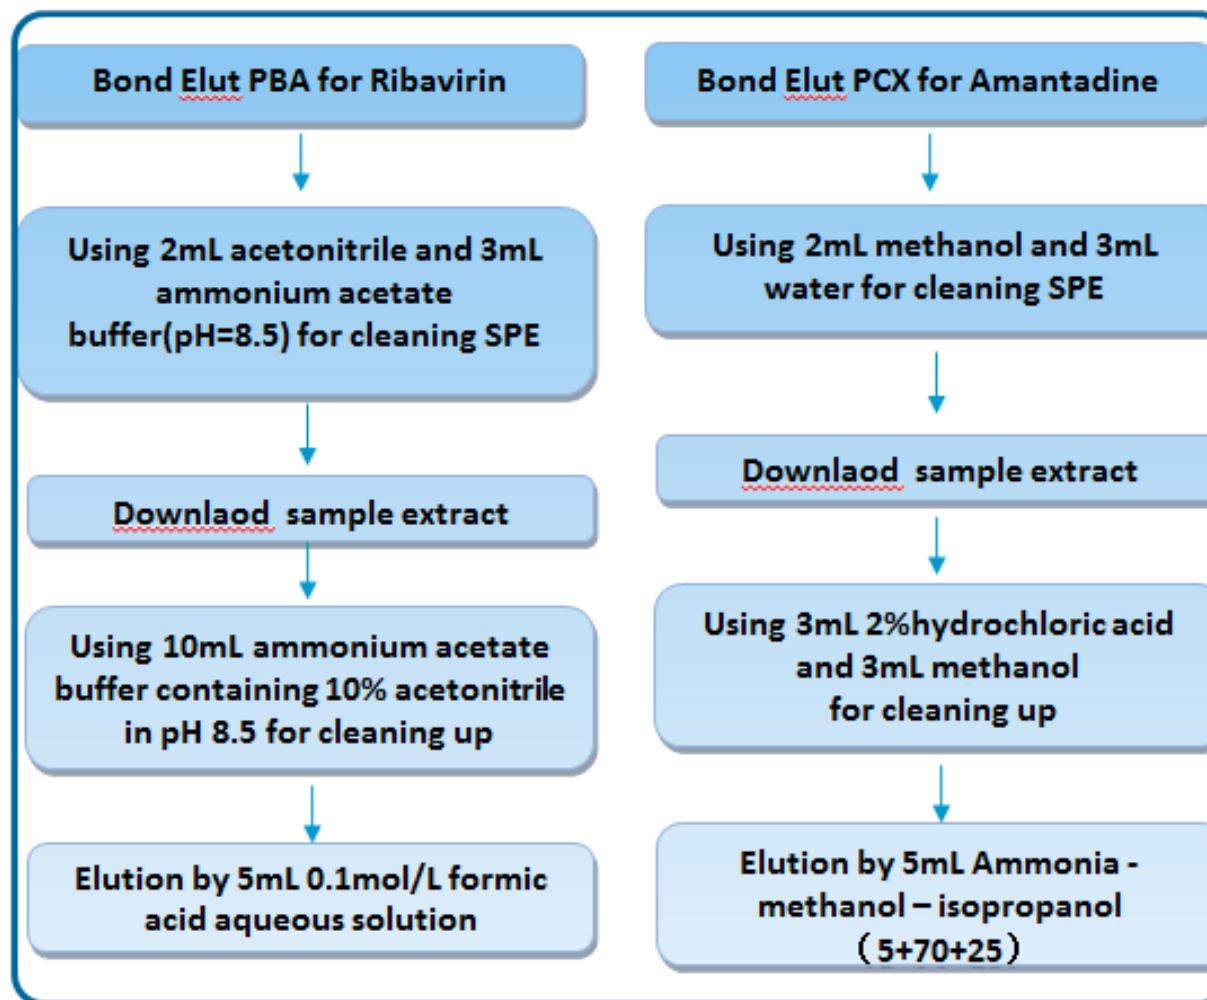 Bond Elut PBA for Ribavirin
Using 2mL acetonitrile and 3mL
ammonium acetate
buffer(pH=8.5) for cleaning SPE
Downlaod sample extract
Using 10mL ammonium acetate
buffer containing 10% acetonitrile
in pH 8.5 for cleaning up
Elution by 5mL 0.1mol/L formic
acid aqueous solution
Bond Elut PCX for Amantadine
Using 2mL methanol and 3mL
water for cleaning SPE
Downlaod sample extract
Using 3mL 2%hydrochloric acid
and 3mL methanol
for cleaning up
Elution by 5mL Ammonia -
methanol – isopropanol
（5+70+25）